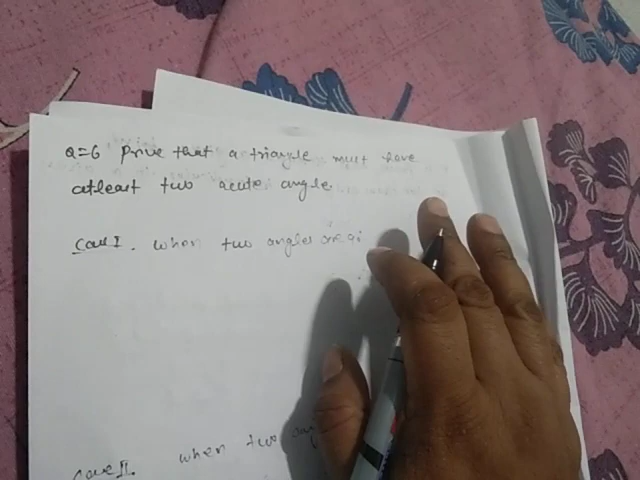 Q=6 Prove that a triangle must have
atleast two acute angle.
Case I. when two angles are 90
Case II. when two